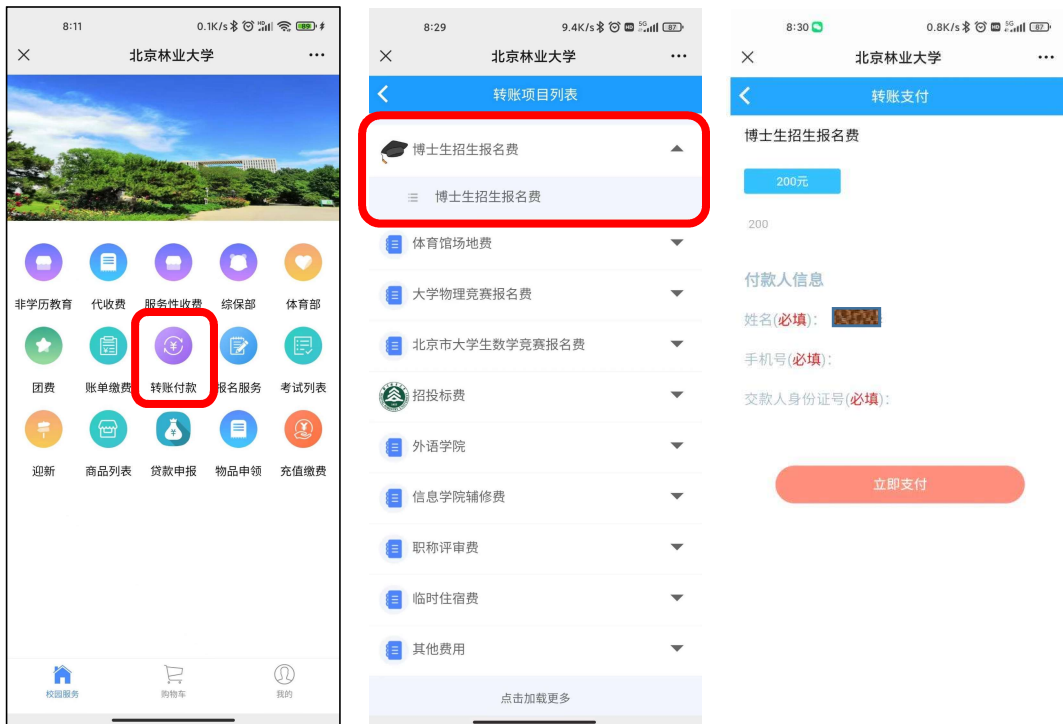 8:11
0.1K/s
HD
89
北京林业大学
非学历教育 代收费 服务性收费 综保部 体育部
团费 账单缴费 转账付款 报名服务 考试列表
迎新 商品列表 贷款申报 物品申领 充值缴费
校园服务 购物车 我的
8:29
9.4K/s
5G
87
北京林业大学
转账项目列表
博士生招生报名费
博士生招生报名费
体育馆场地费
大学物理竞赛报名费
北京市大学生数学竞赛报名费
招投标费
外语学院
信息学院辅修费
职称评审费
临时住宿费
其他费用
点击加载更多
8:30
0.8K/s
5G
87
北京林业大学
转账支付
博士生招生报名费
200元
200
付款人信息
姓名(必填):
手机号(必填):
交款人身份证号(必填):
立即支付